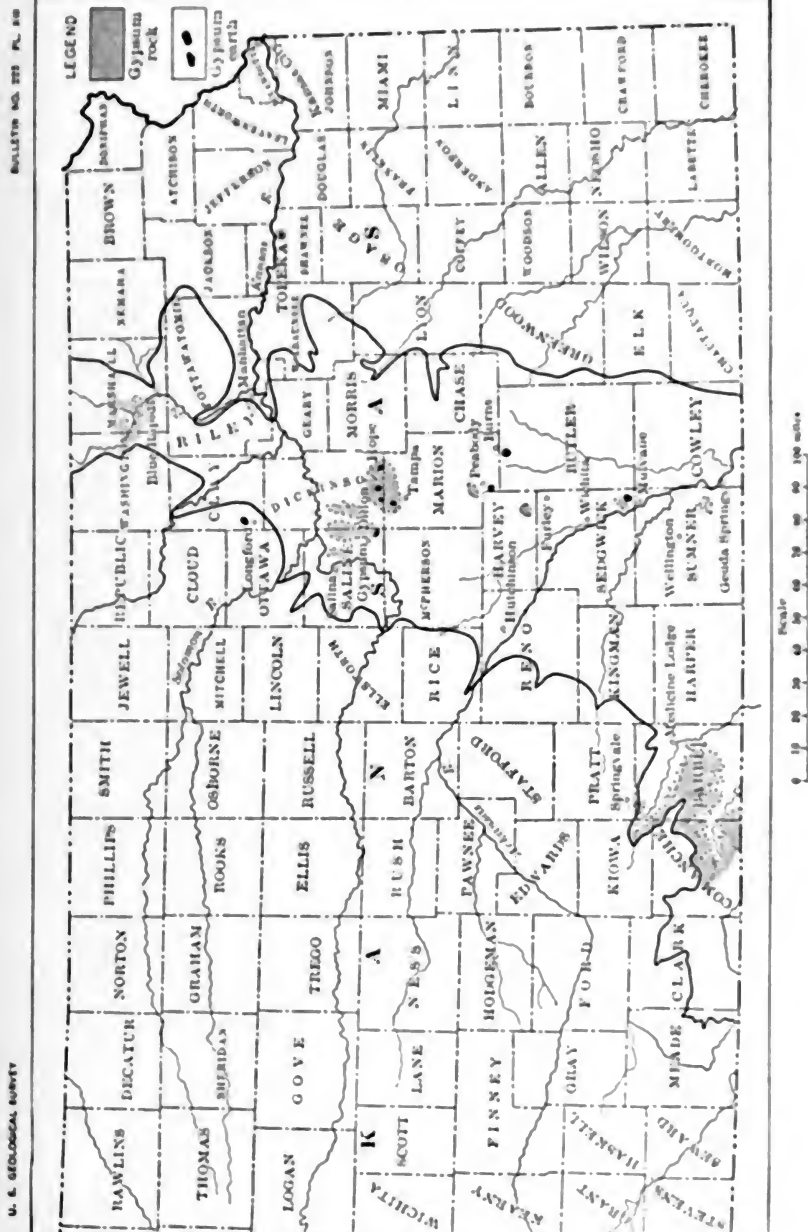 U. S. GEOLOGICAL SURVEY
BULLETIN NO. 223 PL.
LEGEND
Gypsum rock
Gypsum earth
RAWLINS
DECATUR
NORTON
PHILLIPS
SMITH
JEWELL
REPUBLIC
WASHINGTON
MARSHALL
NEMAHA
BROWN
DONIPHAN
THOMAS
SHERIDAN
GRAHAM
ROOKS
OSBORNE
MITCHELL
Solomon R.
CLOUD
CLAY
RILEY
POTTAWATOMIE
Manhattan
JACKSON
ATCHISON
JEFFERSON
LEAVENWORTH
Kansas City
LOGAN
GOVE
TREGO
ELLIS
RUSSELL
LINCOLN
OTTAWA
Longford
DICKINSON
GEARY
TOPEKA
SHAWNEE
Kansas R.
DOUGLAS
JOHNSON
ELLSWORTH
SALINE
Salina
Gypsum
Dillon
Hope
Tampa
MORRIS
OSAGE
FRANKLIN
MIAMI
K A N S A S
WICHITA
SCOTT
LANE
NESS
RUSH
BARTON
RICE
McPHERSON
MARION
CHASE
LYON
COFFEY
ANDERSON
LINN
KEARNY
FINNEY
HODGEMAN
PAWNEE
Arkansas R.
EDWARDS
STAFFORD
RENO
Hutchinson
HARVEY
Peabody
Burns
Furley
BUTLER
GREENWOOD
WOODSON
ALLEN
BOURBON
GRANT
HASKELL
GRAY
FORD
KIOWA
PRATT
Springvale
KINGMAN
SEDGWICK
Wichita
Mulvane
ELK
WILSON
NEOSHO
CRAWFORD
STEVENS
SEWARD
MEADE
CLARK
COMANCHE
BARBER
Medicine Lodge
HARPER
Wellington
SUMNER
Geuda Springs
COWLEY
CHAUTAUQUA
MONTGOMERY
LABETTE
CHEROKEE
Scale
0 10 20 30 40 50 60 70 80 90 100 miles